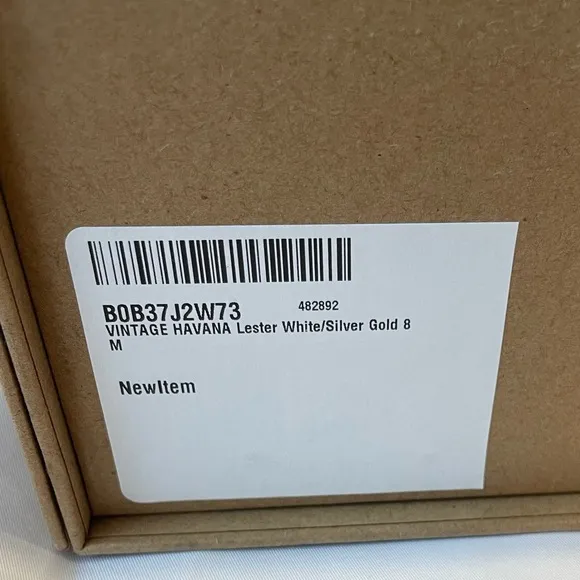 B0B37J2W73 482892
VINTAGE HAVANA Lester White/Silver Gold 8
M
NewItem